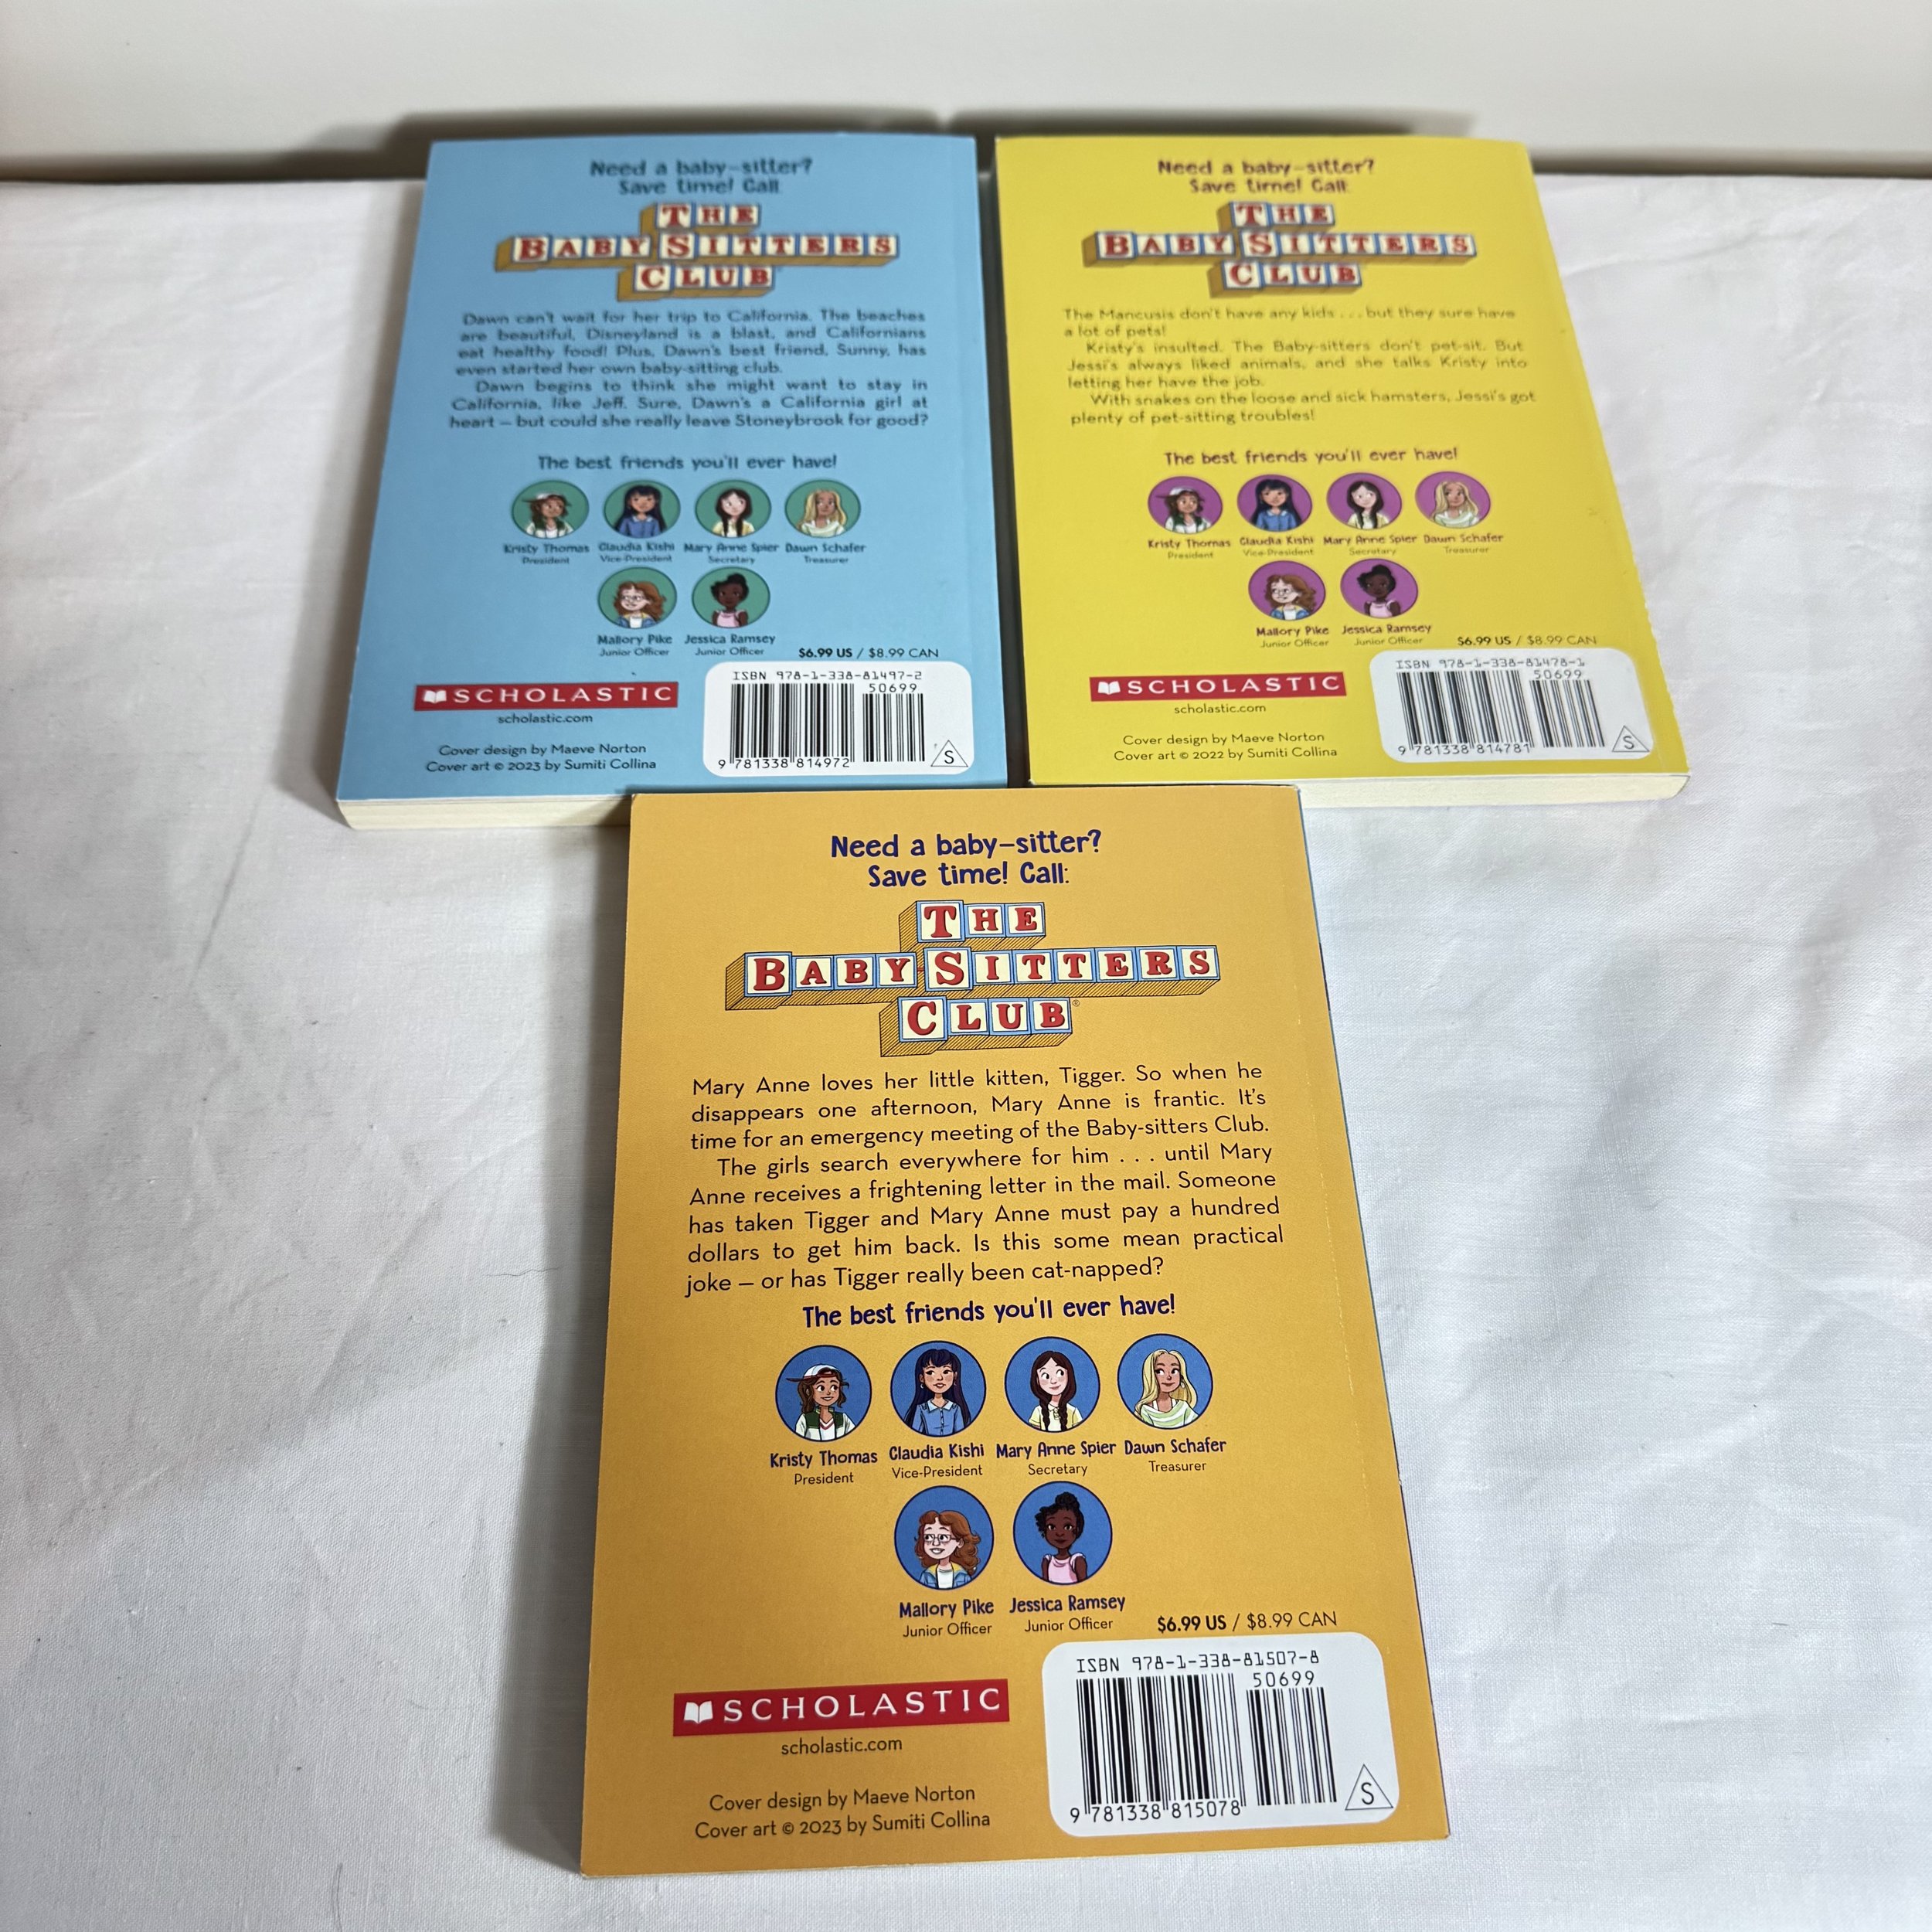 Need a baby-sitter?
Save time! Call:
THE
BABY-SITTERS
CLUB
Dawn can't wait for her trip to California. The beaches
are beautiful, Disneyland is a blast, and Californians
eat healthy food! Plus, Dawn's best friend, Sunny, has
even started her own baby-sitting club.
Dawn begins to think she might want to stay in
California, like Jeff. Sure, Dawn's a California girl at
heart – but could she really leave Stoneybrook for good?
The best friends you'll ever have!
Kristy Thomas Claudia Kishi Mary Anne Spier Dawn Schafer
President Vice-President Secretary Treasurer
Mallory Pike Jessica Ramsey
Junior Officer Junior Officer
$6.99 US / $8.99 CAN
ISBN 978-1-338-81497-2
50699
SCHOLASTIC
scholastic.com
Cover design by Maeve Norton
Cover art © 2023 by Sumiti Collina
9 781338 814972
S
Need a baby-sitter?
Save time! Call:
THE
BABY-SITTERS
CLUB
The Mancusis don't have any kids . . . but they sure have
a lot of pets!
Kristy's insulted. The Baby-sitters don't pet-sit. But
Jessi's always liked animals, and she talks Kristy into
letting her have the job.
With snakes on the loose and sick hamsters, Jessi's got
plenty of pet-sitting troubles!
The best friends you'll ever have!
Kristy Thomas Claudia Kishi Mary Anne Spier Dawn Schafer
President Vice-President Secretary Treasurer
Mallory Pike Jessica Ramsey
Junior Officer Junior Officer
$6.99 US / $8.99 CAN
ISBN 978-1-338-81478-1
50699
SCHOLASTIC
scholastic.com
Cover design by Maeve Norton
Cover art © 2022 by Sumiti Collina
9 781338 814781
S
Need a baby-sitter?
Save time! Call:
THE
BABY-SITTERS
CLUB®
Mary Anne loves her little kitten, Tigger. So when he
disappears one afternoon, Mary Anne is frantic. It's
time for an emergency meeting of the Baby-sitters Club.
The girls search everywhere for him . . . until Mary
Anne receives a frightening letter in the mail. Someone
has taken Tigger and Mary Anne must pay a hundred
dollars to get him back. Is this some mean practical
joke – or has Tigger really been cat-napped?
The best friends you'll ever have!
Kristy Thomas Claudia Kishi Mary Anne Spier Dawn Schafer
President Vice-President Secretary Treasurer
Mallory Pike Jessica Ramsey
Junior Officer Junior Officer
$6.99 US / $8.99 CAN
ISBN 978-1-338-81507-8
50699
SCHOLASTIC
scholastic.com
Cover design by Maeve Norton
Cover art © 2023 by Sumiti Collina
9 781338 815078
S